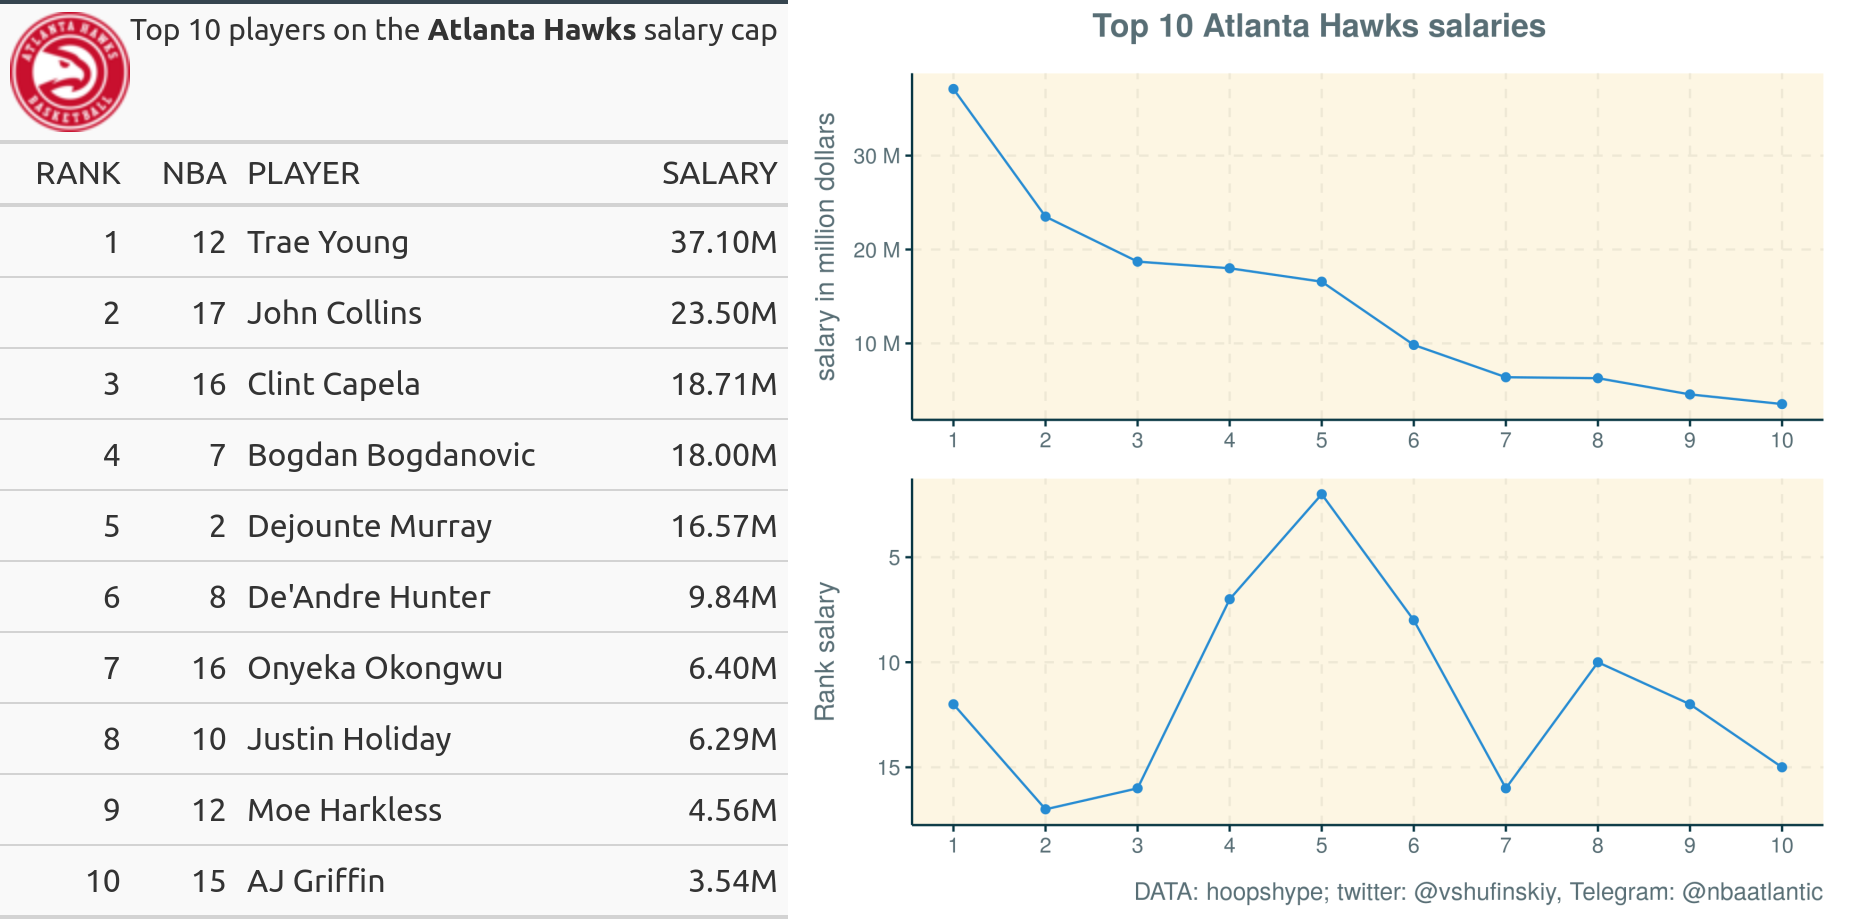 ATLANTA HAWKS
BASKETBALL
Top 10 players on the Atlanta Hawks salary cap
RANK NBA PLAYER SALARY
1 12 Trae Young 37.10M
2 17 John Collins 23.50M
3 16 Clint Capela 18.71M
4 7 Bogdan Bogdanovic 18.00M
5 2 Dejounte Murray 16.57M
6 8 De'Andre Hunter 9.84M
7 16 Onyeka Okongwu 6.40M
8 10 Justin Holiday 6.29M
9 12 Moe Harkless 4.56M
10 15 AJ Griffin 3.54M
Top 10 Atlanta Hawks salaries
salary in million dollars
30 M
20 M
10 M
1 2 3 4 5 6 7 8 9 10
Rank salary
5
10
15
1 2 3 4 5 6 7 8 9 10
DATA: hoopshype; twitter: @vshufinskiy, Telegram: @nbaatlantic